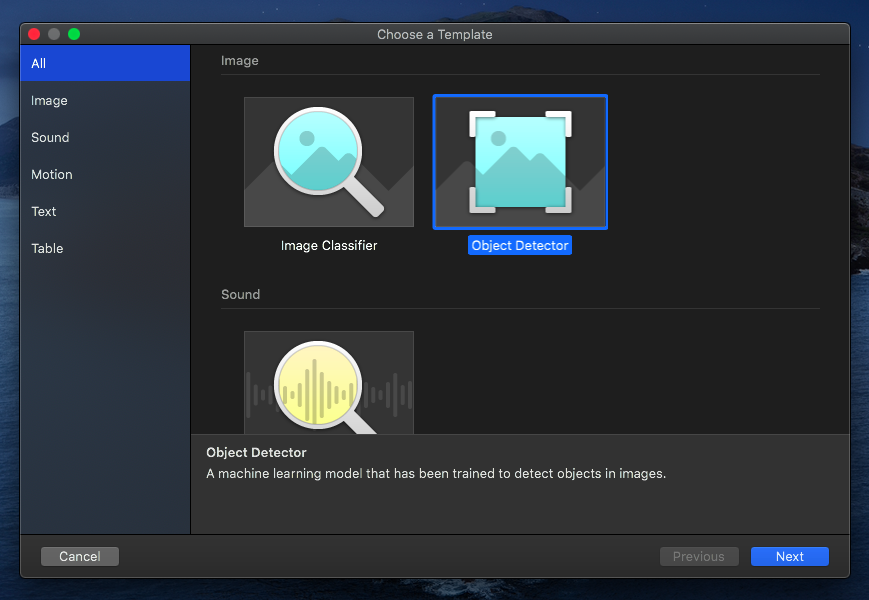 Choose a Template
All
Image
Sound
Motion
Text
Table
Image
Image Classifier
Object Detector
Sound
Object Detector
A machine learning model that has been trained to detect objects in images.
Cancel
Previous
Next